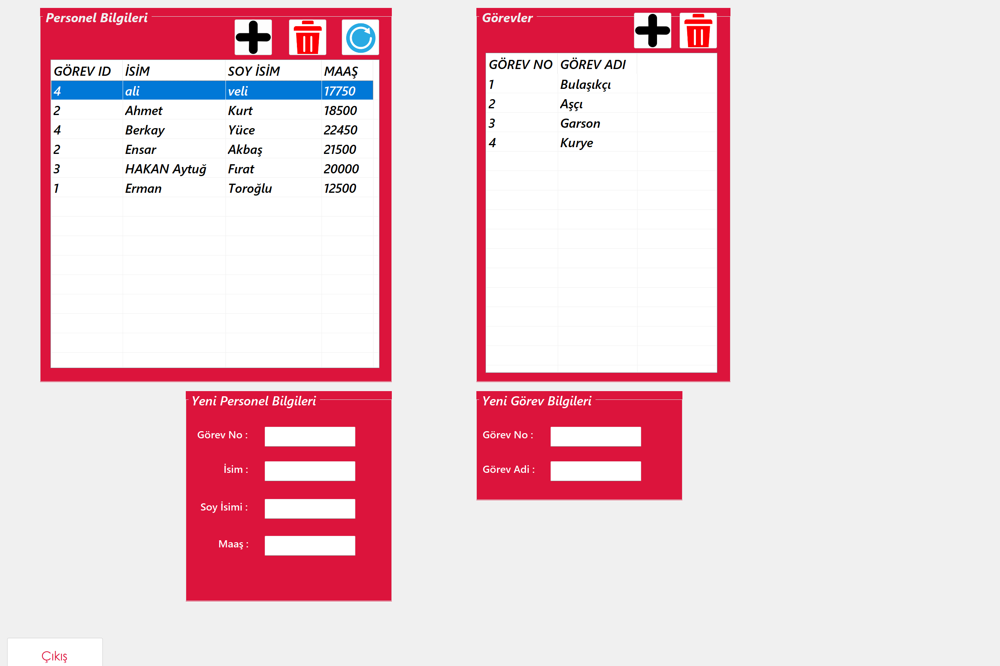 Personel Bilgileri
GÖREV ID İSİM SOY İSİM MAAŞ
4 ali veli 17750
2 Ahmet Kurt 18500
4 Berkay Yüce 22450
2 Ensar Akbaş 21500
3 HAKAN Aytuğ Fırat 20000
1 Erman Toroğlu 12500
Görevler
GÖREV NO GÖREV ADI
1 Bulaşıkçı
2 Aşçı
3 Garson
4 Kurye
Yeni Personel Bilgileri
Görev No :
İsim :
Soy İsimi :
Maaş :
Yeni Görev Bilgileri
Görev No :
Görev Adi :
Çıkış